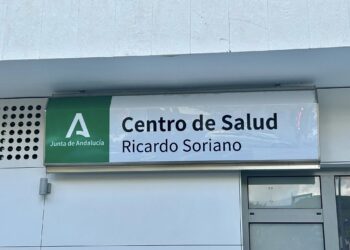 Junta de Andalucía
Centro de Salud
Ricardo Soriano